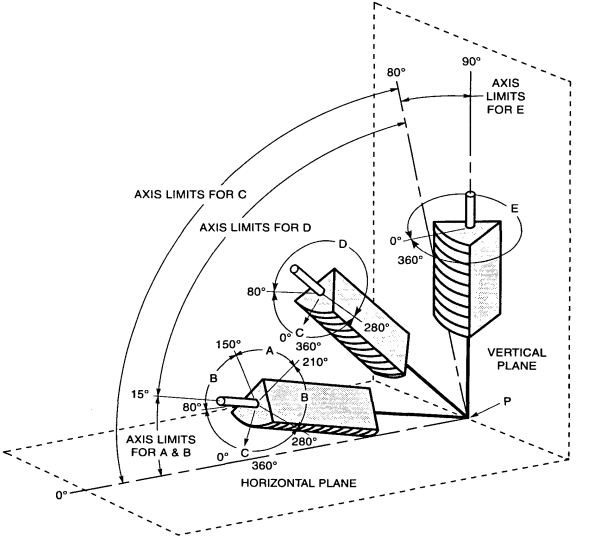 80°
90°
AXIS
LIMITS
FOR E
AXIS LIMITS FOR C
AXIS LIMITS FOR D
E
0°
360°
D
80°
280°
C
0°
360°
VERTICAL
PLANE
150°
A
210°
B
B
15°
80°
P
AXIS LIMITS
FOR A & B
280°
C
0°
360°
HORIZONTAL PLANE
0°